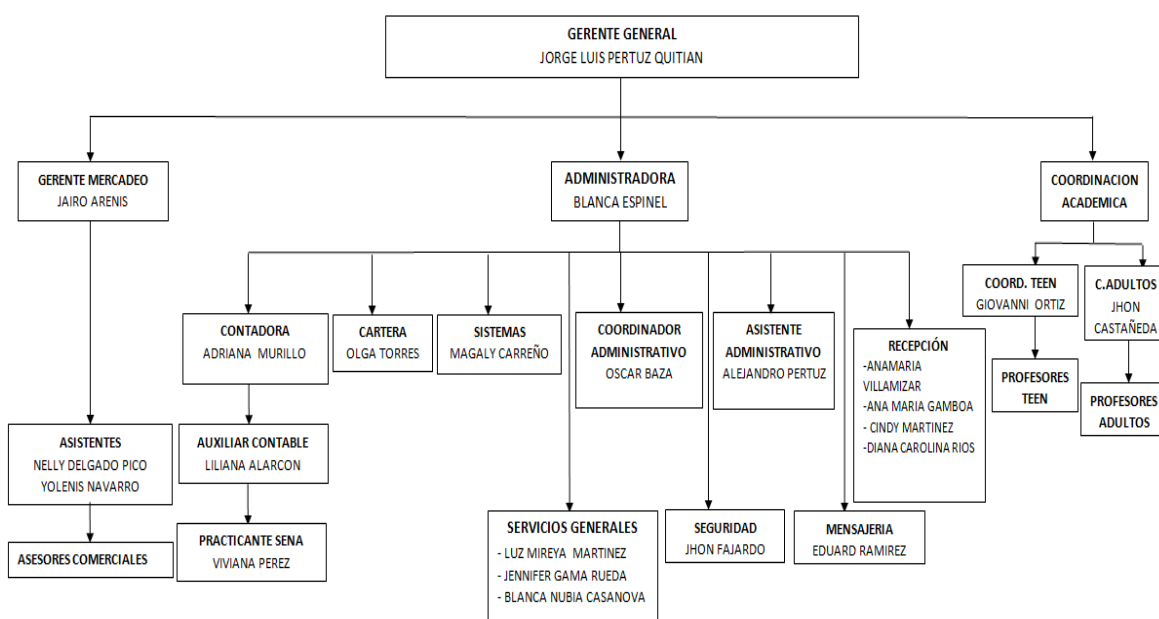 GERENTE GENERAL
JORGE LUIS PERTUZ QUITIAN
GERENTE MERCADEO
JAIRO ARENIS
ADMINISTRADORA
BLANCA ESPINEL
COORDINACION
ACADEMICA
CONTADORA
ADRIANA MURILLO
CARTERA
OLGA TORRES
SISTEMAS
MAGALY CARREÑO
COORDINADOR
ADMINISTRATIVO
OSCAR BAZA
ASISTENTE
ADMINISTRATIVO
ALEJANDRO PERTUZ
RECEPCIÓN
-ANAMARIA
VILLAMIZAR
-ANA MARIA GAMBOA
- CINDY MARTINEZ
-DIANA CAROLINA RIOS
COORD. TEEN
GIOVANNI ORTIZ
C.ADULTOS
JHON
CASTAÑEDA
PROFESORES
TEEN
PROFESORES
ADULTOS
ASISTENTES
NELLY DELGADO PICO
YOLENIS NAVARRO
AUXILIAR CONTABLE
LILIANA ALARCON
ASESORES COMERCIALES
PRACTICANTE SENA
VIVIANA PEREZ
SERVICIOS GENERALES
- LUZ MIREYA MARTINEZ
- JENNIFER GAMA RUEDA
- BLANCA NUBIA CASANOVA
SEGURIDAD
JHON FAJARDO
MENSAJERIA
EDUARD RAMIREZ